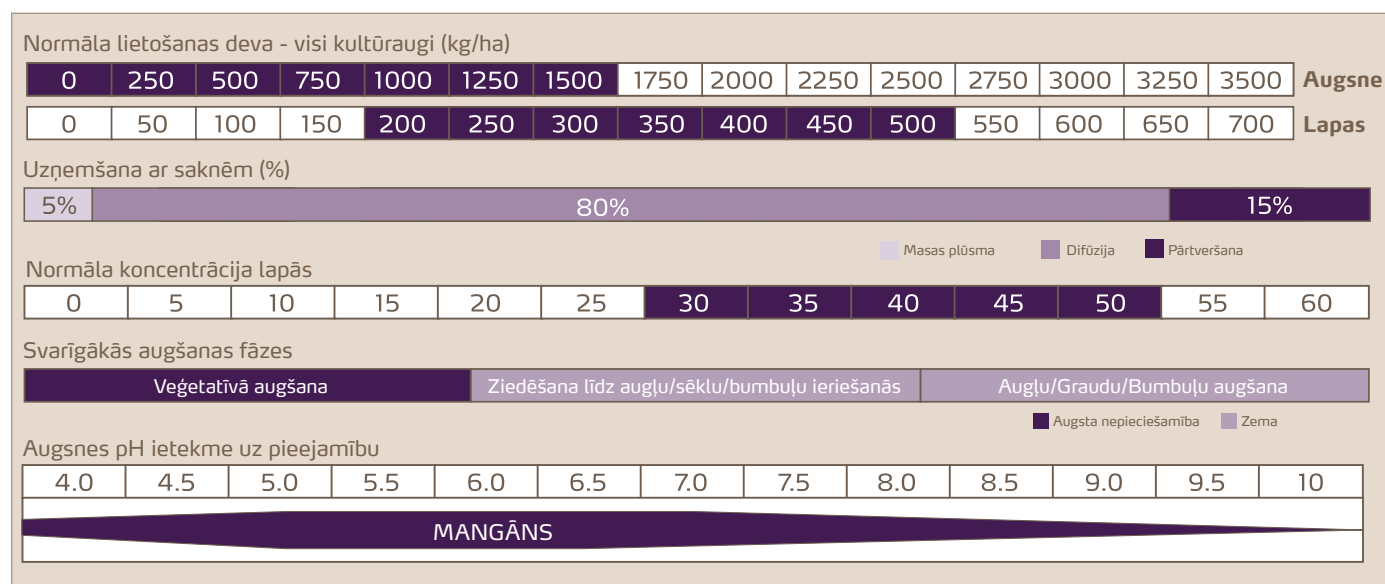 Normāla lietošanas deva - visi kultūraugi (kg/ha)
0 250 500 750 1000 1250 1500 1750 2000 2250 2500 2750 3000 3250 3500 Augsne
0 50 100 150 200 250 300 350 400 450 500 550 600 650 700 Lapas
Uzņemšana ar saknēm (%)
5% 80% 15%
Masas plūsma Difūzija Pārtveršana
Normāla koncentrācija lapās
0 5 10 15 20 25 30 35 40 45 50 55 60
Svarīgākās augšanas fāzes
Veģetatīvā augšana Ziedēšana līdz augļu/sēklu/bumbuļu ieriešanās Augļu/Graudu/Bumbuļu augšana
Augsta nepieciešamība Zema
Augsnes pH ietekme uz pieejamību
4.0 4.5 5.0 5.5 6.0 6.5 7.0 7.5 8.0 8.5 9.0 9.5 10
MANGĀNS